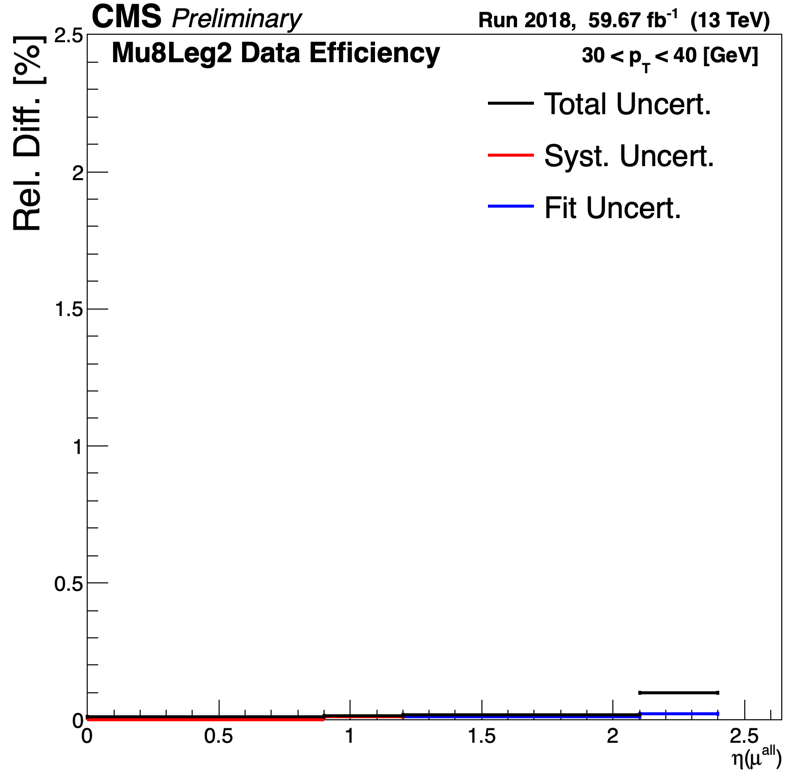 CMS Preliminary
Run 2018, 59.67 fb⁻¹ (13 TeV)
Mu8Leg2 Data Efficiency
30 < p_T < 40 [GeV]
Total Uncert.
Syst. Uncert.
Fit Uncert.
Rel. Diff. [%]
2.5
2
1.5
1
0.5
0
0 0.5 1 1.5 2 2.5
η(μ^all)